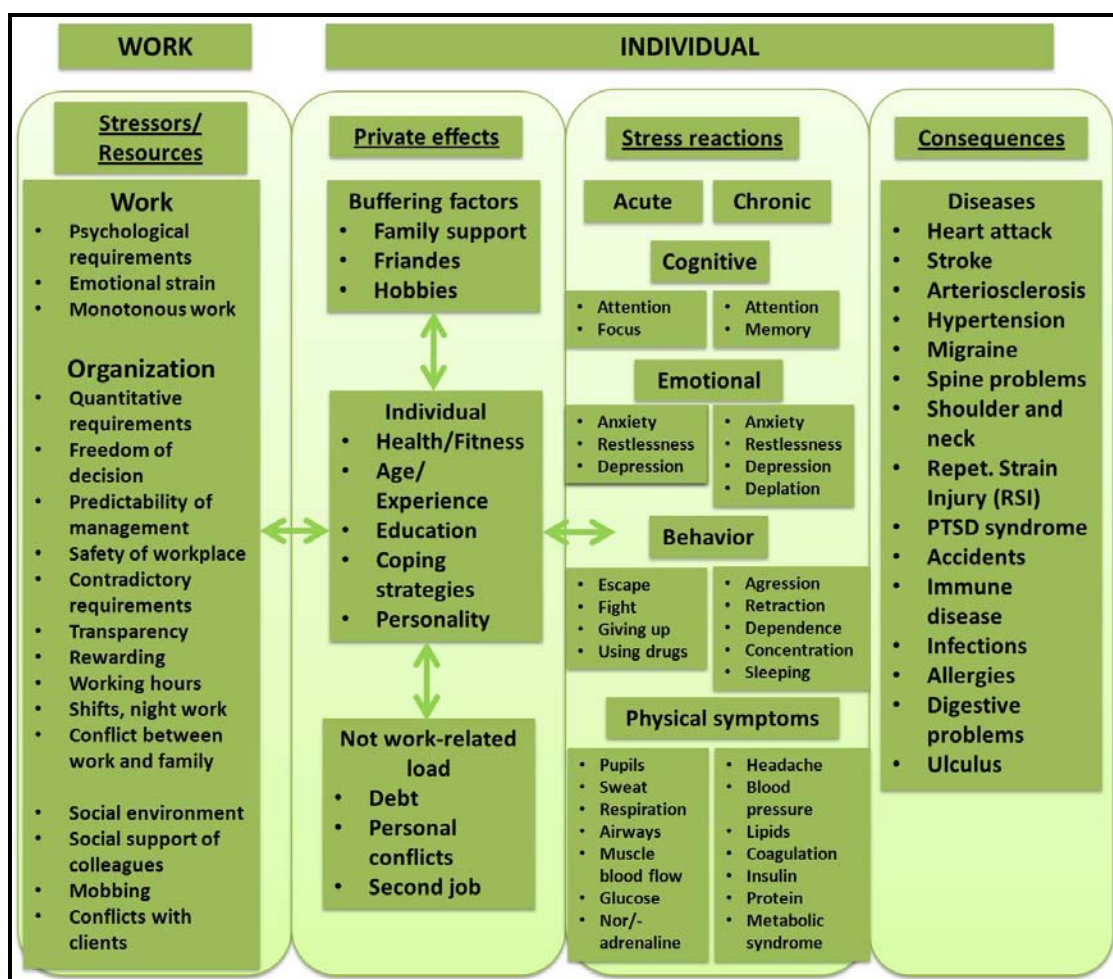 WORK
INDIVIDUAL
Stressors/
Resources
Work
• Psychological
requirements
• Emotional strain
• Monotonous work
Organization
• Quantitative
requirements
• Freedom of
decision
• Predictability of
management
• Safety of workplace
• Contradictory
requirements
• Transparency
• Rewarding
• Working hours
• Shifts, night work
• Conflict between
work and family
• Social environment
• Social support of
colleagues
• Mobbing
• Conflicts with
clients
Private effects
Buffering factors
• Family support
• Friandes
• Hobbies
Individual
• Health/Fitness
• Age/
Experience
• Education
• Coping
strategies
• Personality
Not work-related
load
• Debt
• Personal
conflicts
• Second job
Stress reactions
Acute
Chronic
Cognitive
• Attention
• Focus
• Attention
• Memory
Emotional
• Anxiety
• Restlessness
• Depression
• Anxiety
• Restlessness
• Depression
• Deplation
Behavior
• Escape
• Fight
• Giving up
• Using drugs
• Agression
• Retraction
• Dependence
• Concentration
• Sleeping
Physical symptoms
• Pupils
• Sweat
• Respiration
• Airways
• Muscle
blood flow
• Glucose
• Nor/-
adrenaline
• Headache
• Blood
pressure
• Lipids
• Coagulation
• Insulin
• Protein
• Metabolic
syndrome
Consequences
Diseases
• Heart attack
• Stroke
• Arteriosclerosis
• Hypertension
• Migraine
• Spine problems
• Shoulder and
neck
• Repet. Strain
Injury (RSI)
• PTSD syndrome
• Accidents
• Immune
disease
• Infections
• Allergies
• Digestive
problems
• Ulculus